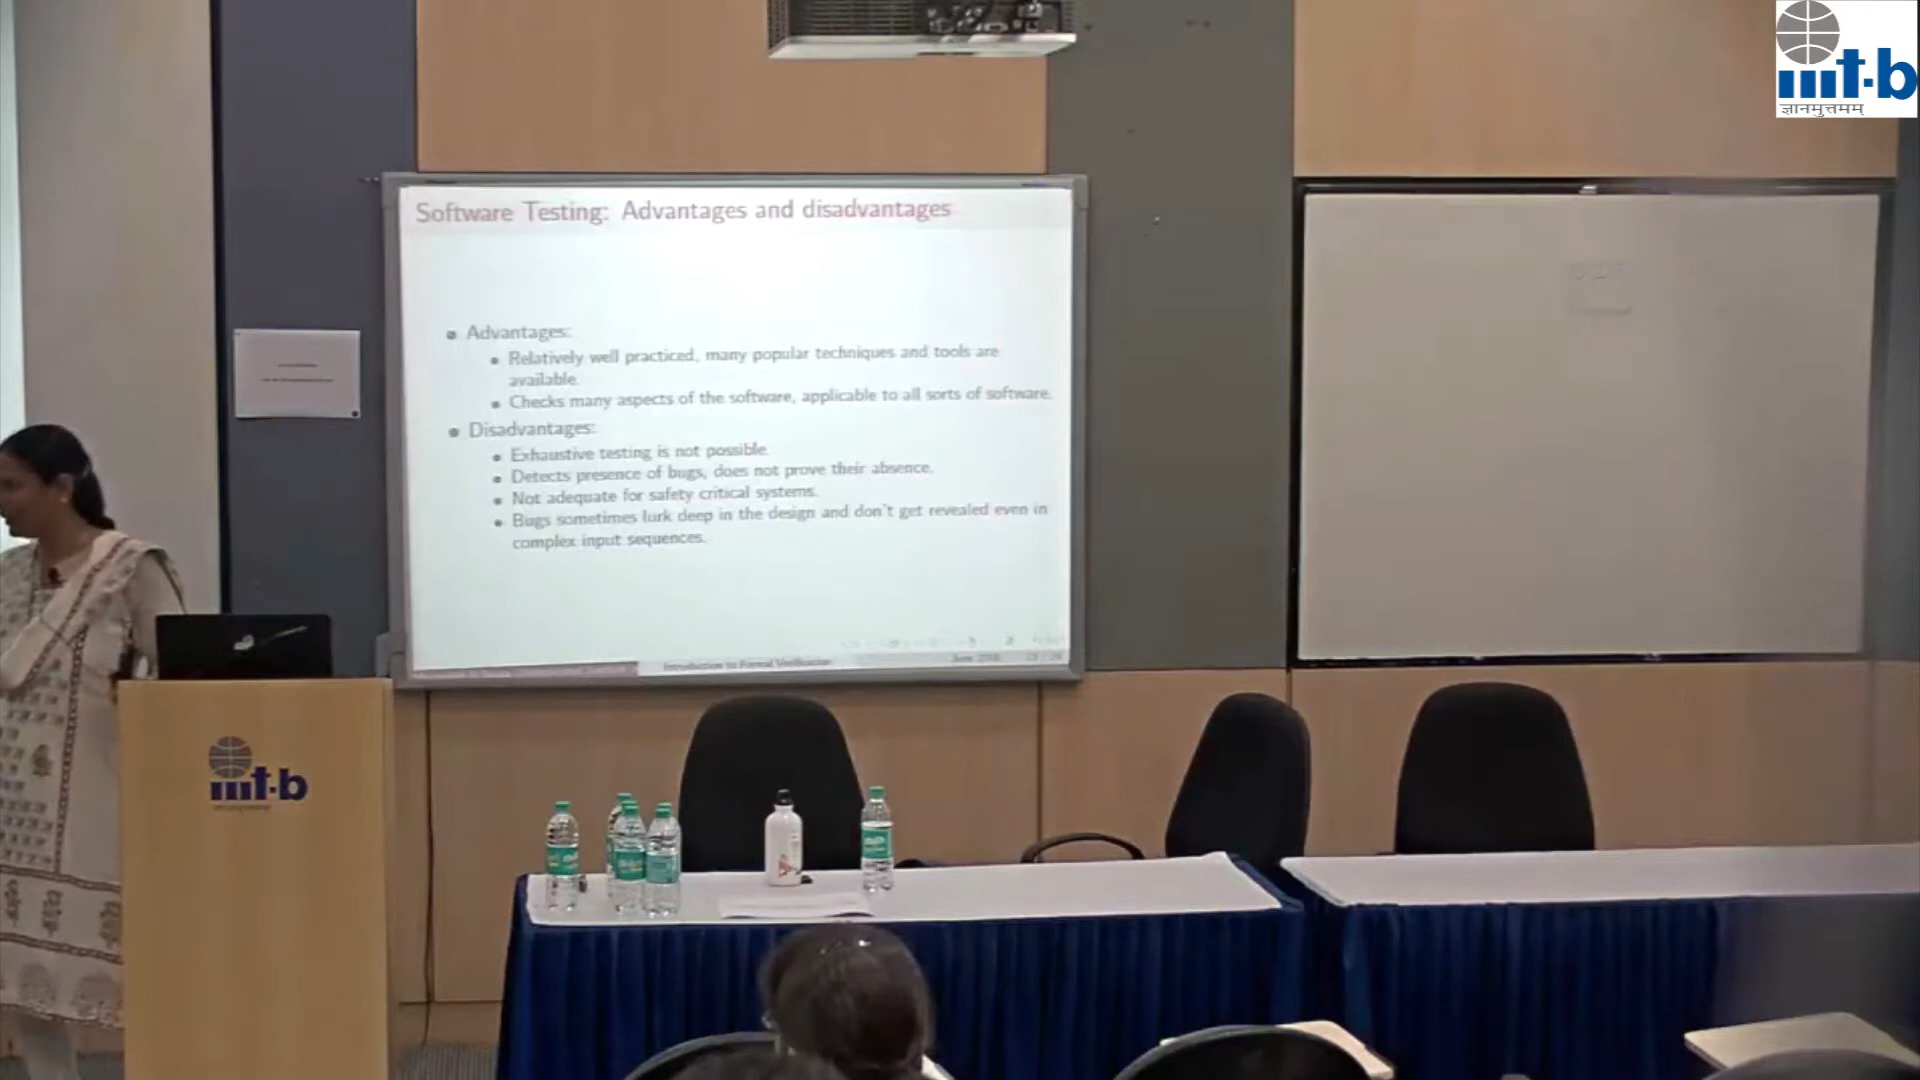 iiit-b
ज्ञानमुत्तमम्
Software Testing: Advantages and disadvantages
Advantages:
Relatively well practiced, many popular techniques and tools are
available.
Checks many aspects of the software, applicable to all sorts of software.
Disadvantages:
Exhaustive testing is not possible.
Detects presence of bugs, does not prove their absence.
Not adequate for safety critical systems.
Bugs sometimes lurk deep in the design and don't get revealed even in
complex input sequences.
Introduction to Formal Verification
iiit-b